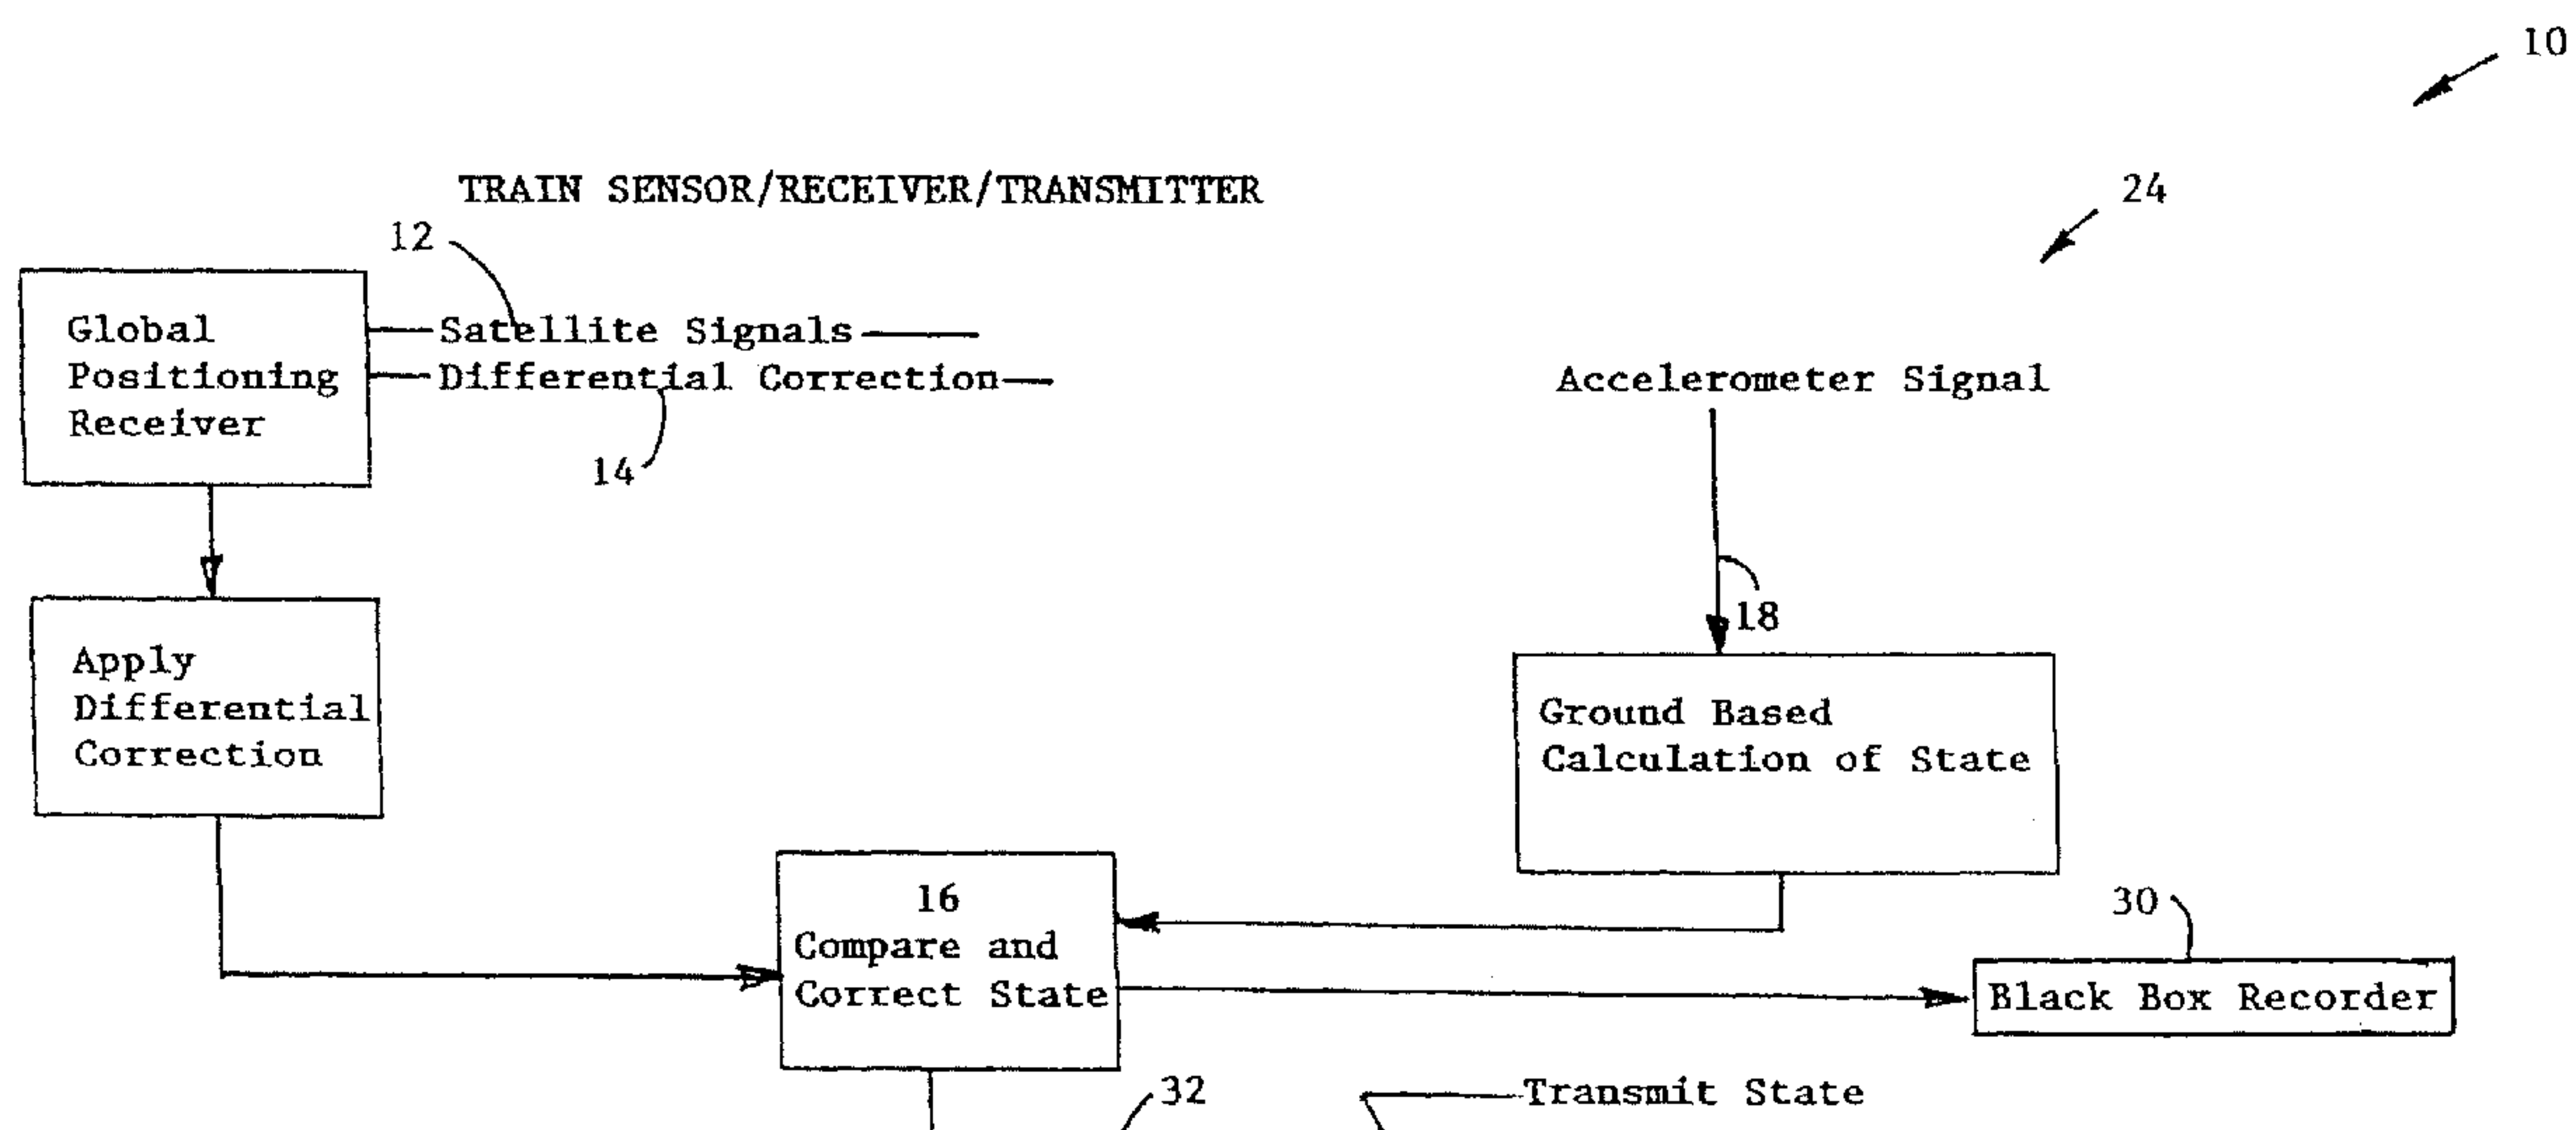 10
24
TRAIN SENSOR/RECEIVER/TRANSMITTER
12
Global
Positioning
Receiver
Satellite Signals
Differential Correction
14
Accelerometer Signal
18
Apply
Differential
Correction
Ground Based
Calculation of State
16
Compare and
Correct State
30
Black Box Recorder
32
Transmit State